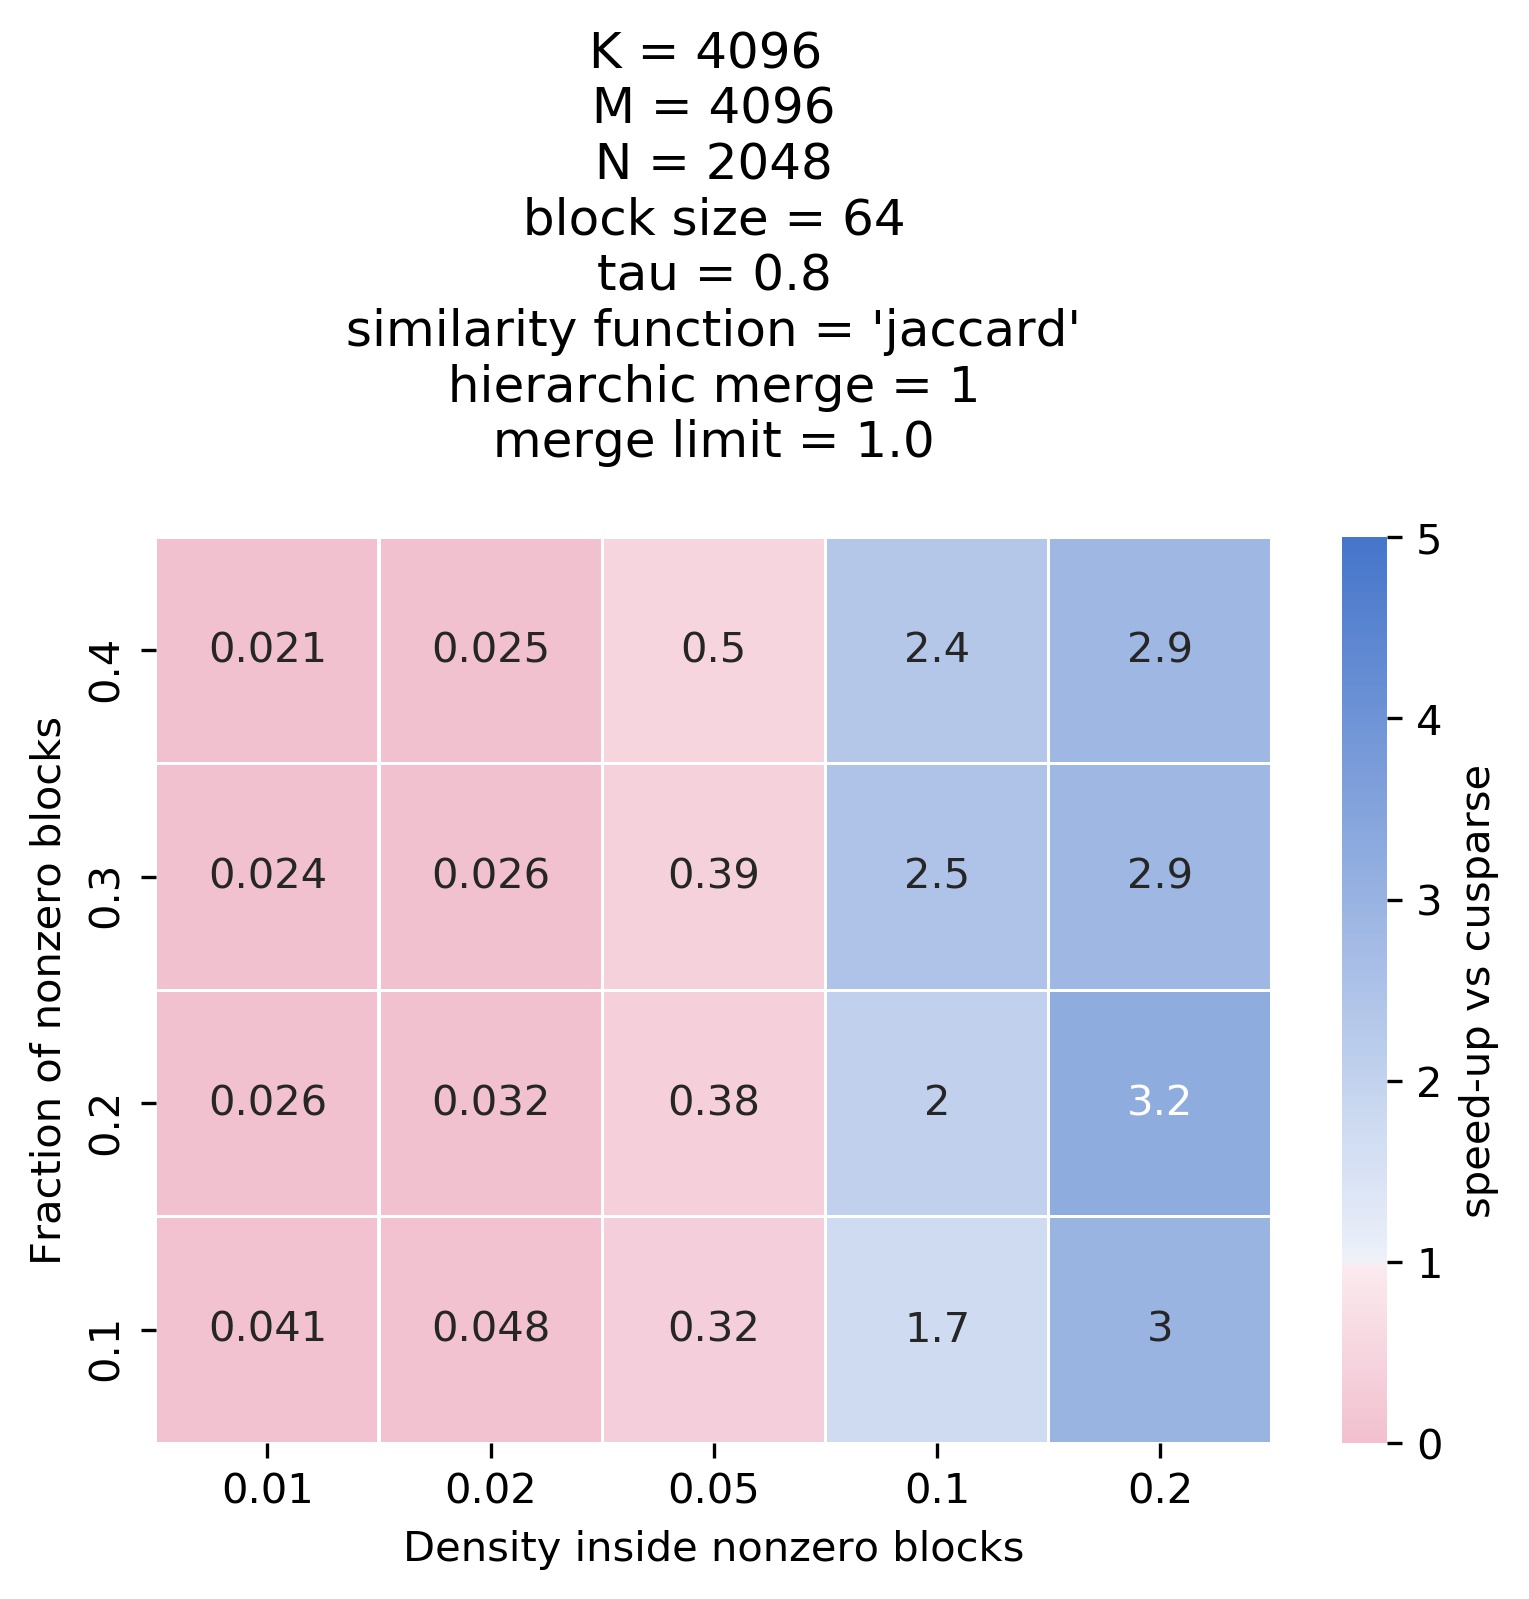 K = 4096
M = 4096
N = 2048
block size = 64
tau = 0.8
similarity function = 'jaccard'
hierarchic merge = 1
merge limit = 1.0
Fraction of nonzero blocks
0.4 0.021 0.025 0.5 2.4 2.9
0.3 0.024 0.026 0.39 2.5 2.9
0.2 0.026 0.032 0.38 2 3.2
0.1 0.041 0.048 0.32 1.7 3
0.01 0.02 0.05 0.1 0.2
Density inside nonzero blocks
5
4
3
2
1
0
speed-up vs cusparse